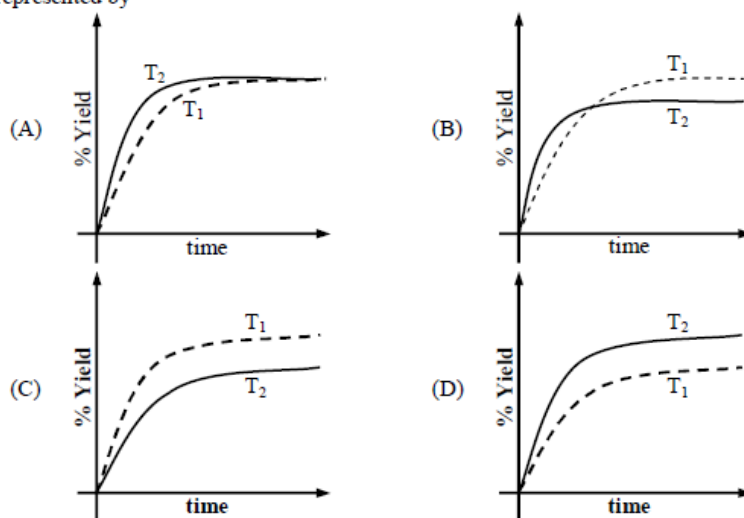 represented by
(A) % Yield T₂ T₁ time
(B) % Yield T₁ T₂ time
(C) % Yield T₁ T₂ time
(D) % Yield T₂ T₁ time